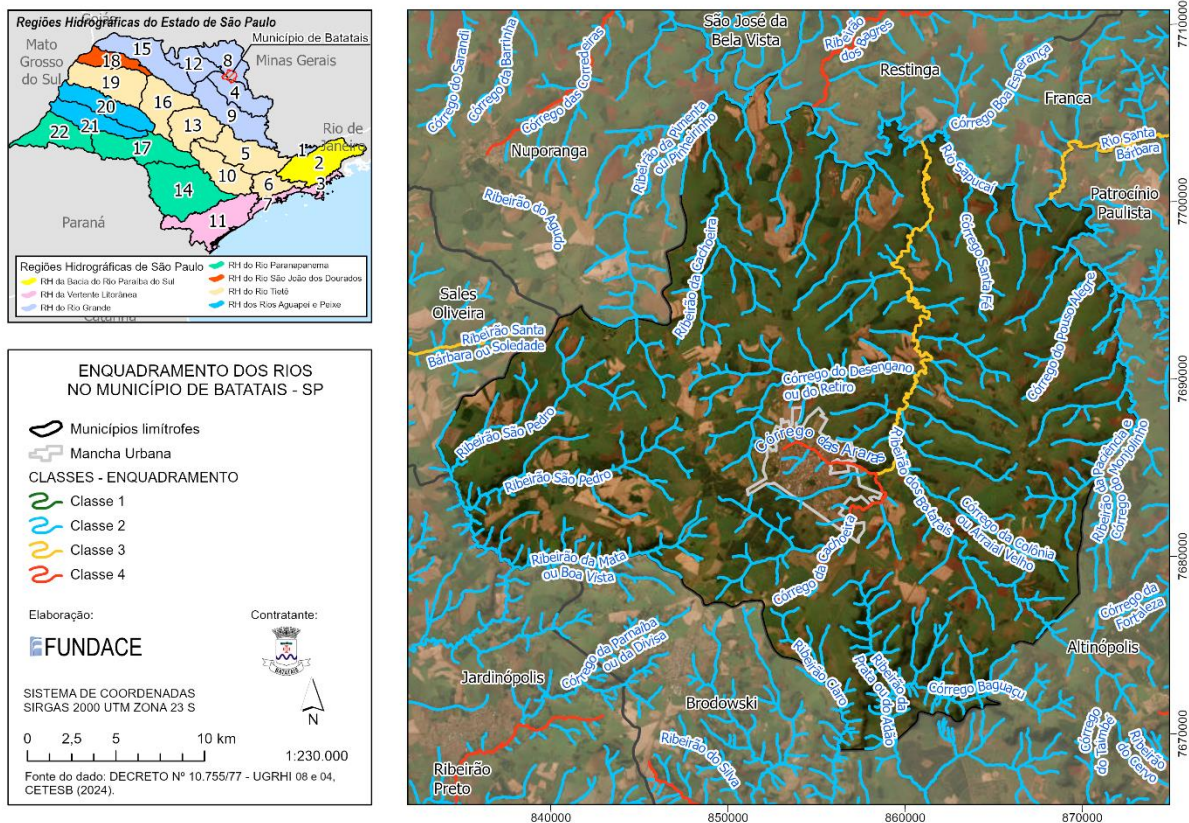 Regiões Hidrográficas do Estado de São Paulo
Goiás
Mato
Grosso
do Sul
Município de Batatais
Minas Gerais
Rio de
Janeiro
Paraná
15
8
12
18
4
19
16
9
20
13
22
21
5
1
2
17
10
6
3
14
7
11
Regiões Hidrográficas de São Paulo
RH da Bacia do Rio Paraíba do Sul
RH da Vertente Litorânea
RH do Rio Grande
RH do Rio Paranapanema
RH do Rio São João dos Dourados
RH do Rio Tietê
RH dos Rios Aguapeí e Peixe
ENQUADRAMENTO DOS RIOS
NO MUNICÍPIO DE BATATAIS - SP
Municípios limítrofes
Mancha Urbana
CLASSES - ENQUADRAMENTO
Classe 1
Classe 2
Classe 3
Classe 4
Elaboração:
Contratante:
FUNDACE
BATATAIS
SISTEMA DE COORDENADAS
SIRGAS 2000 UTM ZONA 23 S
N
0 2,5 5 10 km
1:230.000
Fonte do dado: DECRETO Nº 10.755/77 - UGRHI 08 e 04,
CETESB (2024).
Córrego do Sarandi
Córrego da Barrinha
Córrego das Corredeiras
São José da
Bela Vista
Ribeirão
dos Bagres
Restinga
Córrego Boa Esperança
Franca
Nuporanga
Ribeirão da Pimenta
ou Pinheirinho
Rio Sapucaí
Rio Santa
Bárbara
Patrocínio
Paulista
Ribeirão do Agudo
Ribeirão da Cachoeira
Córrego Santa Fé
Córrego do Pouso Alegre
Sales
Oliveira
Ribeirão Santa
Bárbara ou Soledade
Córrego do Desengano
ou do Retiro
Ribeirão São Pedro
Córrego das Araras
Ribeirão São Pedro
Ribeirão dos Batatais
Ribeirão da Paciência e
Córrego do Monjolinho
Córrego da Colônia
ou Arraial Velho
Ribeirão da Mata
ou Boa Vista
Córrego da Cachoeira
Córrego da
Fortaleza
Altinópolis
Córrego da Parnaíba
ou da Divisa
Jardinópolis
Brodowski
Ribeirão Claro
Ribeirão da
Prata ou do Adão
Córrego Baguaçu
Ribeirão do Silva
Ribeirão
Preto
Córrego
do Taimbé
Ribeirão
do Cervo
7710000
7700000
7690000
7680000
7670000
840000
850000
860000
870000